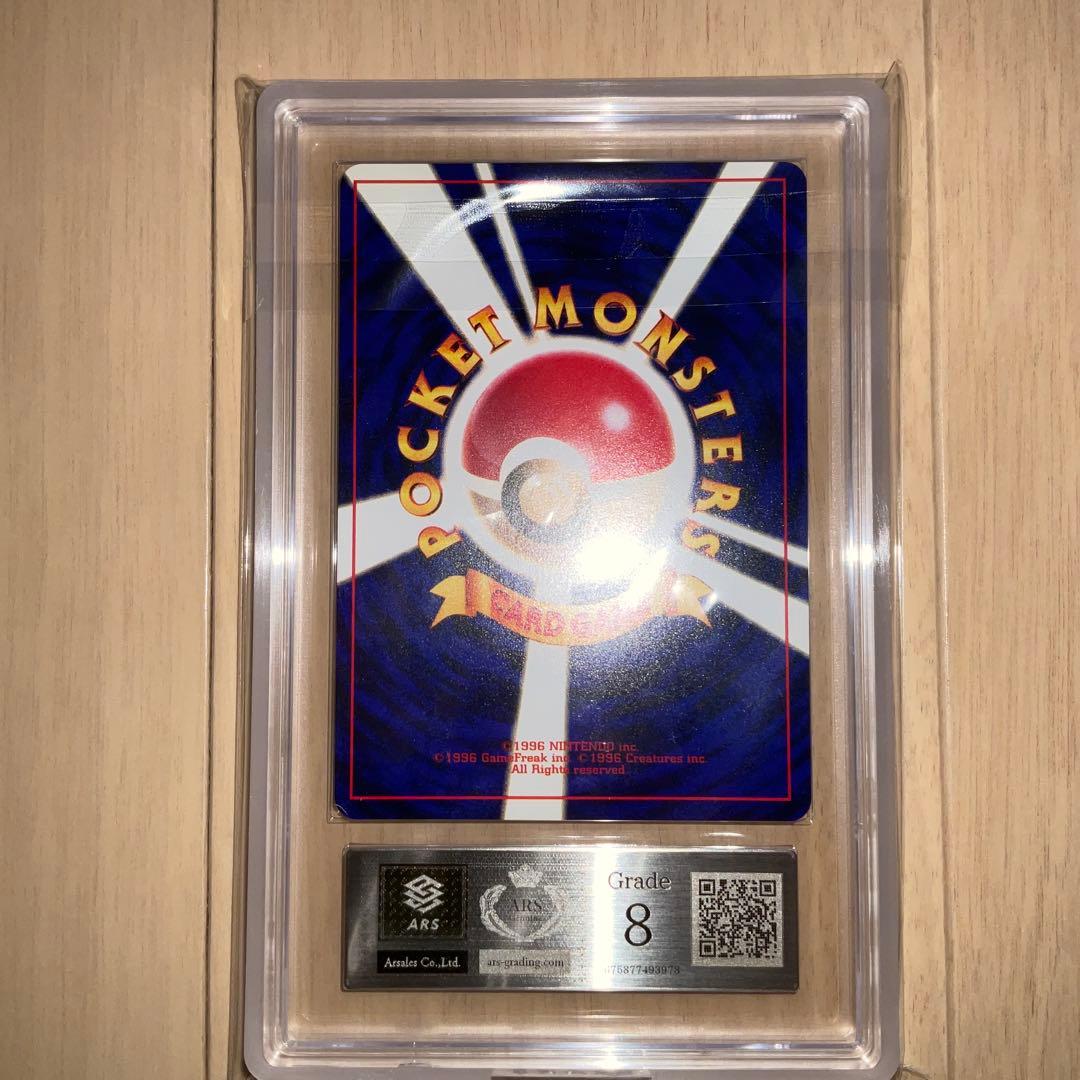 POCKET MONSTERS
CARD
©1996 NINTENDO inc.
©1996 GameFreak inc. ©1996 Creatures inc.
All Rights reserved.
ARS
Arsales Co.,Ltd.
ARS
ars-grading.com
Grade
8